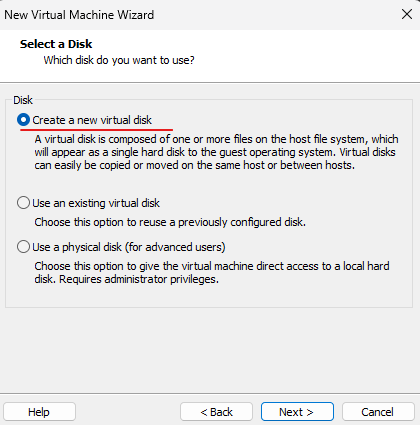 New Virtual Machine Wizard
Select a Disk
Which disk do you want to use?
Disk
Create a new virtual disk
A virtual disk is composed of one or more files on the host file system, which
will appear as a single hard disk to the guest operating system. Virtual disks
can easily be copied or moved on the same host or between hosts.
Use an existing virtual disk
Choose this option to reuse a previously configured disk.
Use a physical disk (for advanced users)
Choose this option to give the virtual machine direct access to a local hard
disk. Requires administrator privileges.
Help
< Back
Next >
Cancel